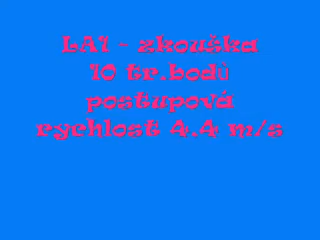 LA1 - zkouška
10 tr.bodů
postupová
rychlost 4.4 m/s